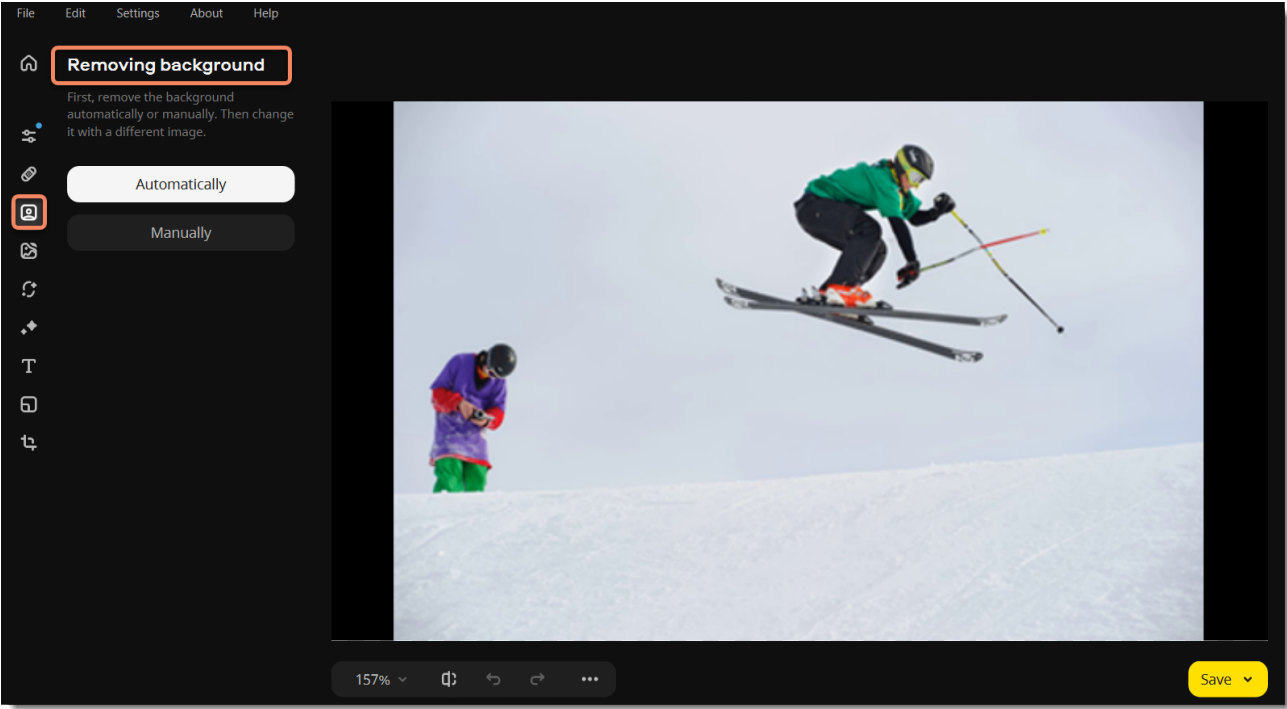 File Edit Settings About Help
Removing background
First, remove the background
automatically or manually. Then change
it with a different image.
Automatically
Manually
157%
Save